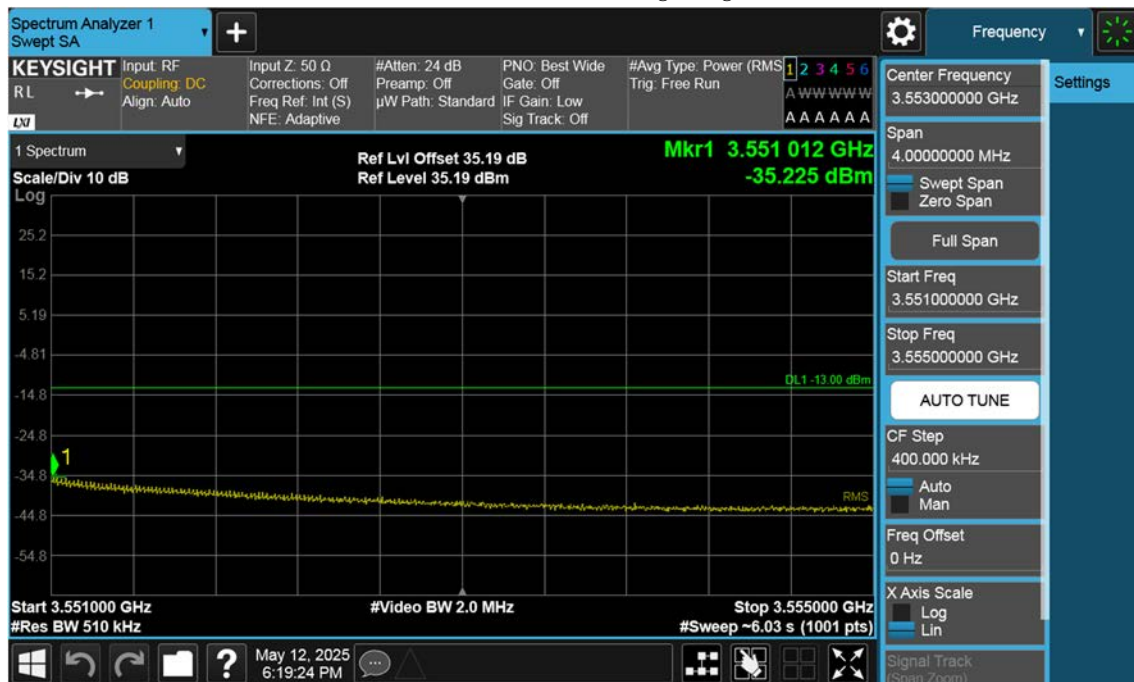 Spectrum Analyzer 1
Swept SA
+
Frequency
KEYSIGHT
RL
LXI
Input: RF
Coupling: DC
Align: Auto
Input Z: 50 Ω
Corrections: Off
Freq Ref: Int (S)
NFE: Adaptive
#Atten: 24 dB
Preamp: Off
µW Path: Standard
PNO: Best Wide
Gate: Off
IF Gain: Low
Sig Track: Off
#Avg Type: Power (RMS
Trig: Free Run
1 2 3 4 5 6
A W W W W W
A A A A A A
1 Spectrum
Scale/Div 10 dB
Ref Lvl Offset 35.19 dB
Ref Level 35.19 dBm
Mkr1 3.551 012 GHz
-35.225 dBm
Log
25.2
15.2
5.19
-4.81
-14.8
-24.8
-34.8
-44.8
-54.8
DL1 -13.00 dBm
1
RMS
Start 3.551000 GHz
#Res BW 510 kHz
#Video BW 2.0 MHz
Stop 3.555000 GHz
#Sweep ~6.03 s (1001 pts)
?
May 12, 2025
6:19:24 PM
Center Frequency
3.553000000 GHz
Span
4.00000000 MHz
Swept Span
Zero Span
Full Span
Start Freq
3.551000000 GHz
Stop Freq
3.555000000 GHz
AUTO TUNE
CF Step
400.000 kHz
Auto
Man
Freq Offset
0 Hz
X Axis Scale
Log
Lin
Signal Track
(Span Zoom)
Settings